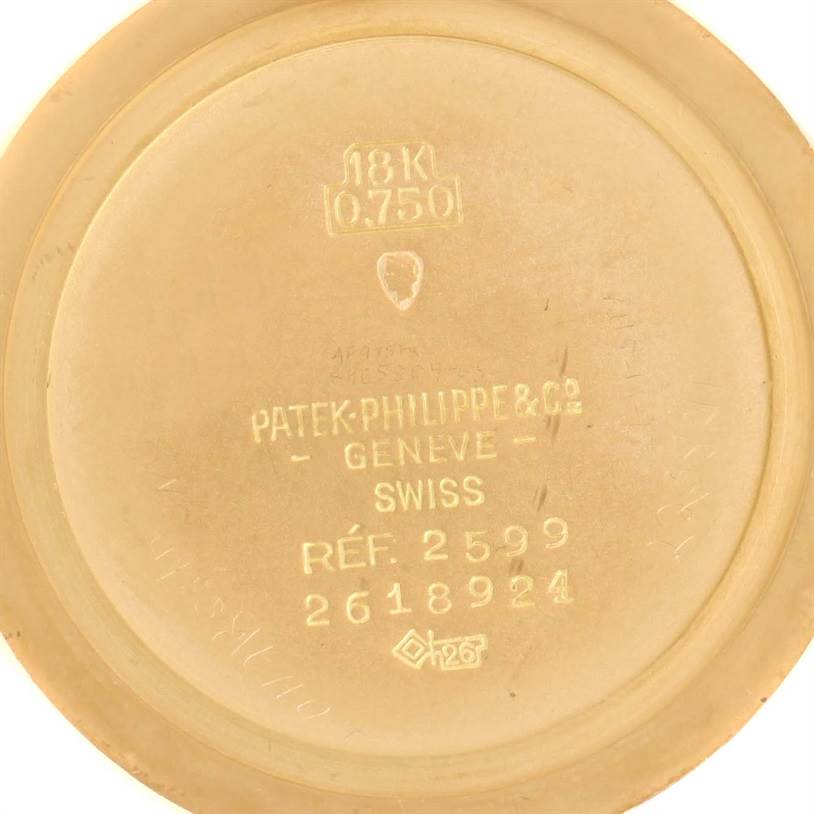 18K
0,750
PATEK·PHILIPPE & Cº
- GENEVE -
SWISS
RÉF. 2599
2618924
26